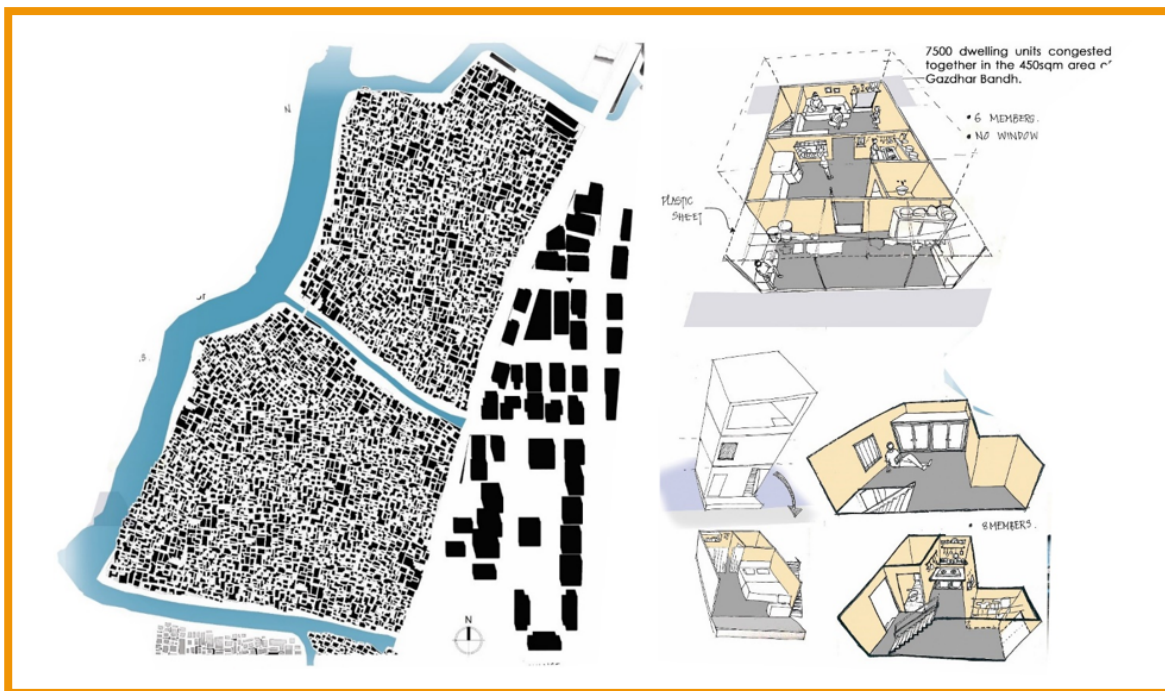 7500 dwelling units congested
together in the 450sqm area
Gazdhar Bandh.
• 6 MEMBERS.
• NO WINDOW
PLASTIC
SHEET
• 8 MEMBERS.
N
N